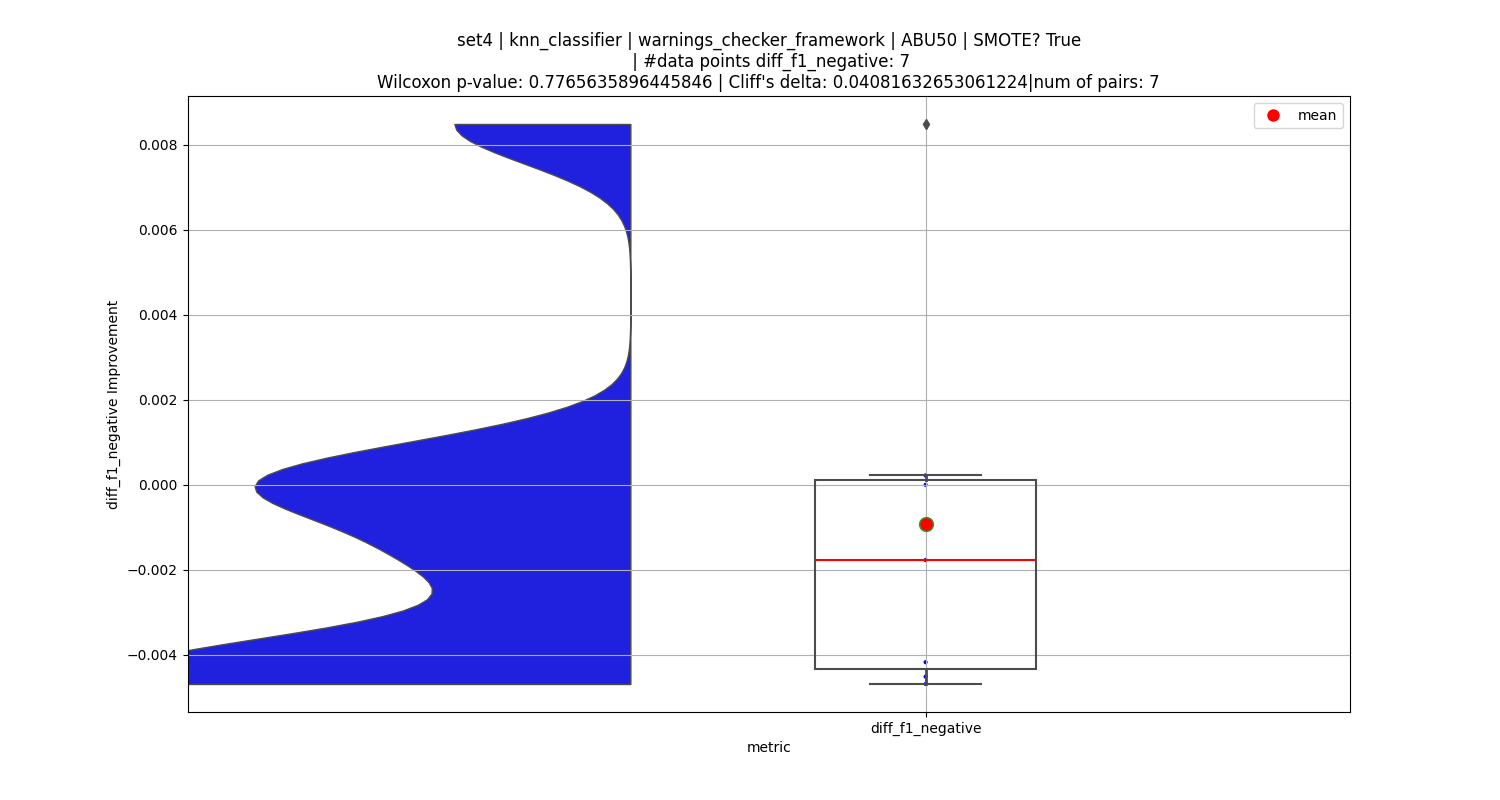 set4 | knn_classifier | warnings_checker_framework | ABU50 | SMOTE? True
| #data points diff_f1_negative: 7
Wilcoxon p-value: 0.7765635896445846 | Cliff's delta: 0.04081632653061224|num of pairs: 7
mean
0.008
0.006
0.004
0.002
0.000
−0.002
−0.004
diff_f1_negative Improvement
diff_f1_negative
metric